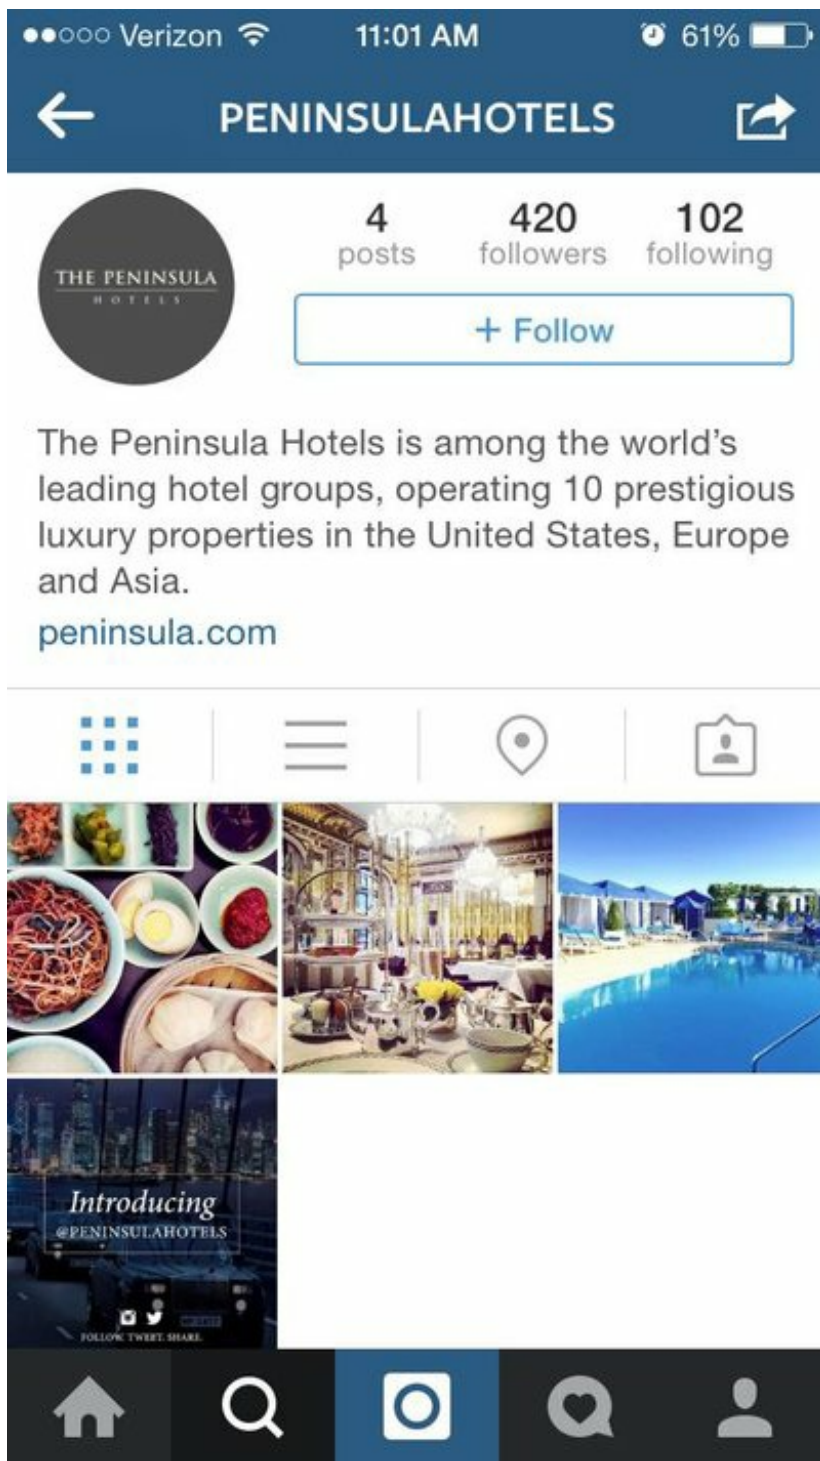 Verizon 11:01 AM 61%
PENINSULAHOTELS
THE PENINSULA
HOTELS
4 420 102
posts followers following
+ Follow
The Peninsula Hotels is among the world's
leading hotel groups, operating 10 prestigious
luxury properties in the United States, Europe
and Asia.
peninsula.com
Introducing
@PENINSULAHOTELS
FOLLOW. TWEET. SHARE.